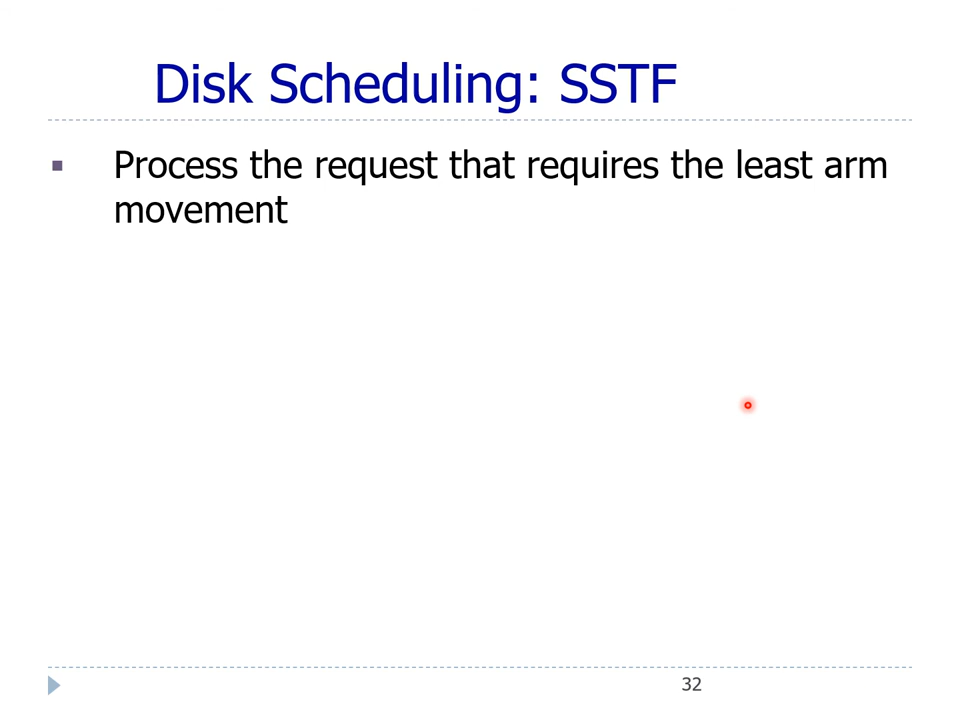 Disk Scheduling: SSTF
Process the request that requires the least arm
movement
32